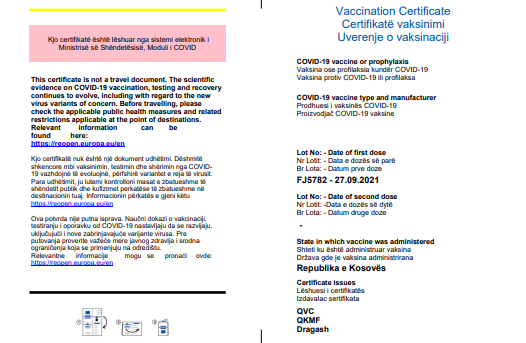 Kjo certifikatë është lëshuar nga sistemi elektronik i
Ministrisë së Shëndetësisë, Moduli i COVID
This certificate is not a travel document. The scientific
evidence on COVID-19 vaccination, testing and recovery
continues to evolve, including with regard to the new
virus variants of concern. Before travelling, please
check the applicable public health measures and related
restrictions applicable at the point of destinations.
Relevant information can be
found here:
https://reopen.europa.eu/en
Kjo certifikatë nuk është një dokument udhëtimi. Dëshmitë
shkencore mbi vaksinimin, testimin dhe shërimin nga COVID-
19 vazhdojnë të evoluojnë, përfshirë variantet e reja të virusit.
Para udhëtimit, ju lutemi kontrolloni masat e zbatueshme të
shëndetit publik dhe kufizimet përkatëse të zbatueshme në
destinacionin tuaj. Informacionin përkatës e gjeni këtu
https://reopen.europa.eu/en
Ova potvrda nije putna isprava. Naučni dokazi o vakcinaciji,
testiranju i oporavku od COVID-19 nastavljaju da se razvijaju,
uključujući i nove zabrinjavajuće varijante virusa. Pre
putovanja proverite važeće mere javnog zdravlja i srodna
ograničenja koja se primenjuju na odredištu.
Relevantne informacije mogu se pronaći ovde:
https://reopen.europa.eu/en
Vaccination Certificate
Certifikatë vaksinimi
Uverenje o vaksinaciji
COVID-19 vaccine or prophylaxis
Vaksina ose profilaksa kundër COVID-19
Vaksina protiv COVID-19 ili profilaksa
COVID-19 vaccine type and manufacturer
Prodhuesi i vaksinës COVID-19
Proizvodjač COVID-19 vaksine
Lot No: - Date of first dose
Nr Lotit: - Data e dozës së parë
Br Lota: - Datum prve doze
FJ5782 - 27.09.2021
Lot No: - Date of second dose
Nr Lotit: -Data e dozës së dytë
Br Lota: - Datum druge doze
-
State in which vaccine was administered
Shteti ku është administruar vaksina
Država gde je vaksina administrirana
Republika e Kosovës
Certificate issues
Lëshuesi i certifikatës
Izdavalac sertifikata
QVC
QKMF
Dragash